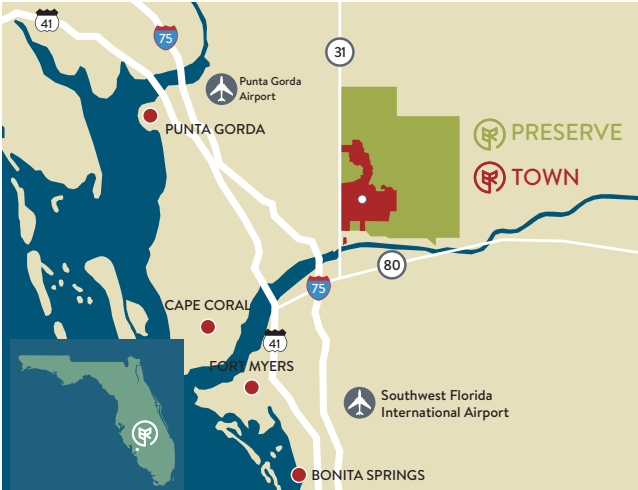 41
75
31
Punta Gorda
Airport
PUNTA GORDA
PRESERVE
TOWN
80
75
CAPE CORAL
41
FORT MYERS
Southwest Florida
International Airport
BONITA SPRINGS